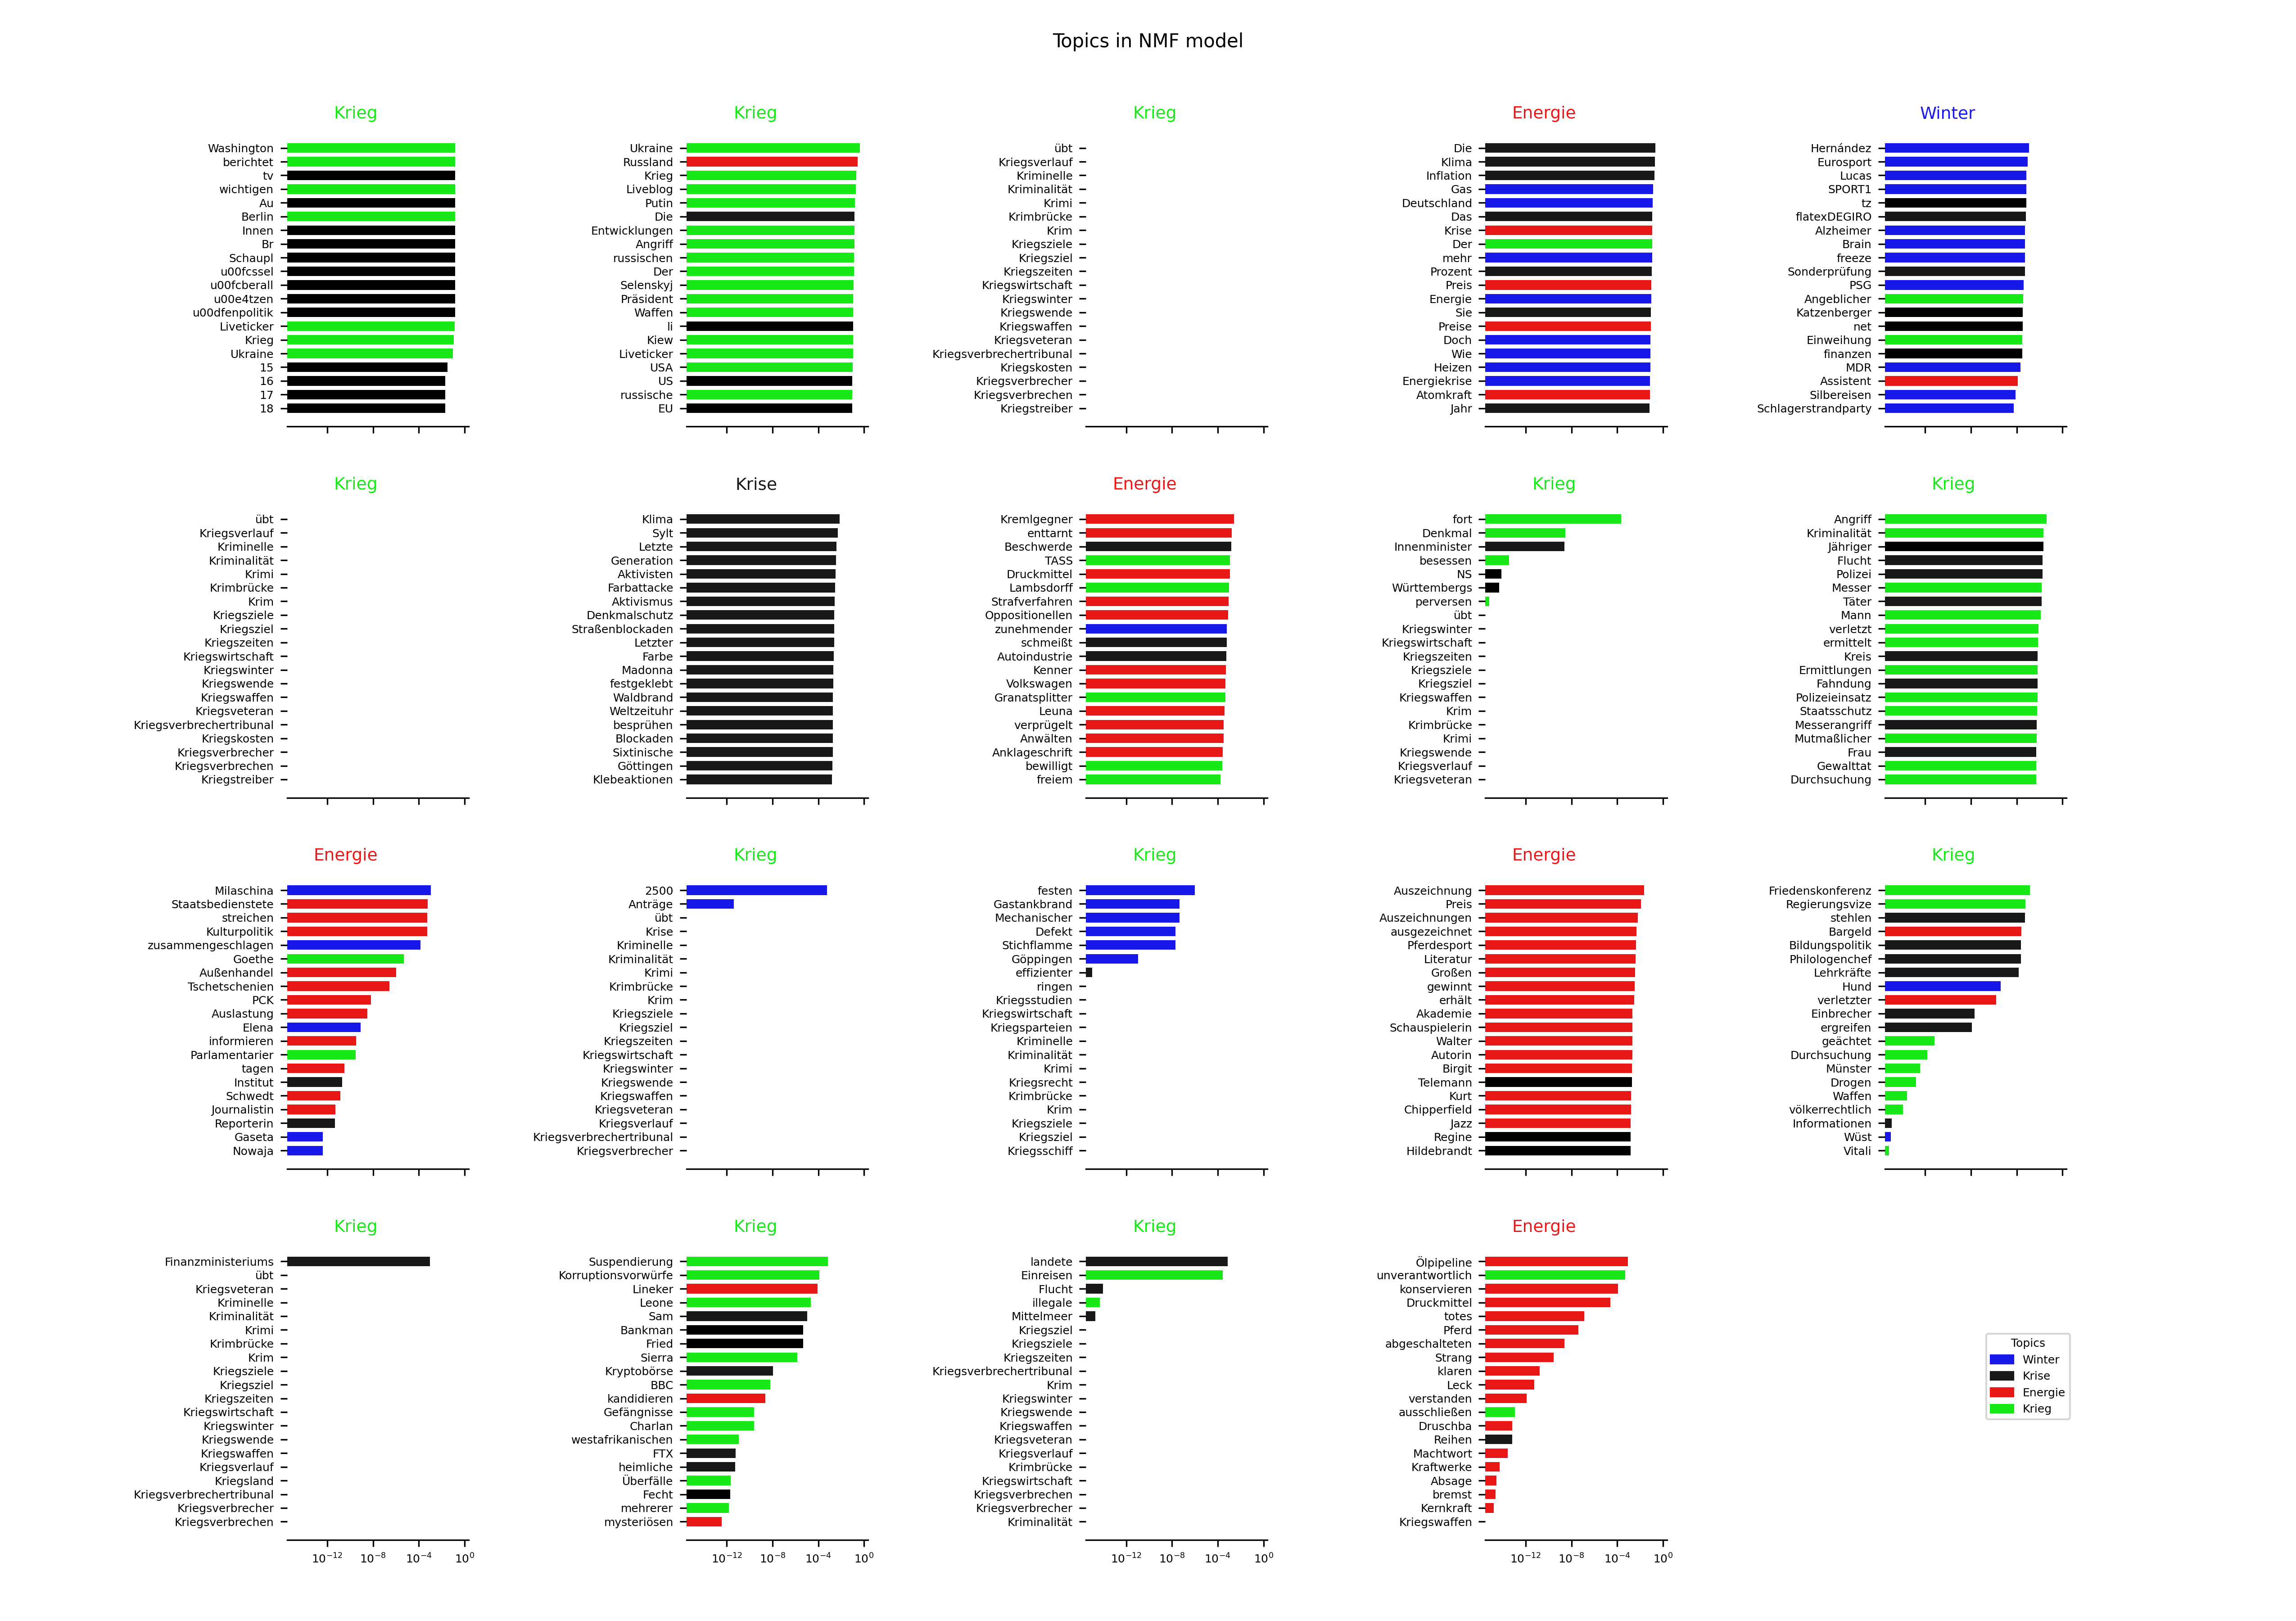 Topics in NMF model
Krieg
Washington
berichtet
tv
wichtigen
Au
Berlin
Innen
Br
Schaupl
u00fcssel
u00fcberall
u00e4tzen
u00dfenpolitik
Liveticker
Krieg
Ukraine
15
16
17
18
Krieg
Ukraine
Russland
Krieg
Liveblog
Putin
Die
Entwicklungen
Angriff
russischen
Der
Selenskyj
Präsident
Waffen
li
Kiew
Liveticker
USA
US
russische
EU
Krieg
übt
Kriegsverlauf
Kriminelle
Kriminalität
Krimi
Krimbrücke
Krim
Kriegsziele
Kriegsziel
Kriegszeiten
Kriegswirtschaft
Kriegswinter
Kriegswende
Kriegswaffen
Kriegsveteran
Kriegsverbrechertribunal
Kriegskosten
Kriegsverbrecher
Kriegsverbrechen
Kriegstreiber
Energie
Die
Klima
Inflation
Gas
Deutschland
Das
Krise
Der
mehr
Prozent
Preis
Energie
Sie
Preise
Doch
Wie
Heizen
Energiekrise
Atomkraft
Jahr
Winter
Hernández
Eurosport
Lucas
SPORT1
tz
flatexDEGIRO
Alzheimer
Brain
freeze
Sonderprüfung
PSG
Angeblicher
Katzenberger
net
Einweihung
finanzen
MDR
Assistent
Silbereisen
Schlagerstrandparty
Krieg
übt
Kriegsverlauf
Kriminelle
Kriminalität
Krimi
Krimbrücke
Krim
Kriegsziele
Kriegsziel
Kriegszeiten
Kriegswirtschaft
Kriegswinter
Kriegswende
Kriegswaffen
Kriegsveteran
Kriegsverbrechertribunal
Kriegskosten
Kriegsverbrecher
Kriegsverbrechen
Kriegstreiber
Krise
Klima
Sylt
Letzte
Generation
Aktivisten
Farbattacke
Aktivismus
Denkmalschutz
Straßenblockaden
Letzter
Farbe
Madonna
festgeklebt
Waldbrand
Weltzeituhr
besprühen
Blockaden
Sixtinische
Göttingen
Klebeaktionen
Energie
Kremlgegner
enttarnt
Beschwerde
TASS
Druckmittel
Lambsdorff
Strafverfahren
Oppositionellen
zunehmender
schmeißt
Autoindustrie
Kenner
Volkswagen
Granatsplitter
Leuna
verprügelt
Anwälten
Anklageschrift
bewilligt
freiem
Krieg
fort
Denkmal
Innenminister
besessen
NS
Württembergs
perversen
übt
Kriegswinter
Kriegswirtschaft
Kriegszeiten
Kriegsziele
Kriegsziel
Kriegswaffen
Krim
Krimbrücke
Krimi
Kriegswende
Kriegsverlauf
Kriegsveteran
Krieg
Angriff
Kriminalität
Jähriger
Flucht
Polizei
Messer
Täter
Mann
verletzt
ermittelt
Kreis
Ermittlungen
Fahndung
Polizeieinsatz
Staatsschutz
Messerangriff
Mutmaßlicher
Frau
Gewalttat
Durchsuchung
Energie
Milaschina
Staatsbedienstete
streichen
Kulturpolitik
zusammengeschlagen
Goethe
Außenhandel
Tschetschenien
PCK
Auslastung
Elena
informieren
Parlamentarier
tagen
Institut
Schwedt
Journalistin
Reporterin
Gaseta
Nowaja
Krieg
2500
Anträge
übt
Krise
Kriminelle
Kriminalität
Krimi
Krimbrücke
Krim
Kriegsziele
Kriegsziel
Kriegszeiten
Kriegswirtschaft
Kriegswinter
Kriegswende
Kriegswaffen
Kriegsveteran
Kriegsverlauf
Kriegsverbrechertribunal
Kriegsverbrecher
Krieg
festen
Gastankbrand
Mechanischer
Defekt
Stichflamme
Göppingen
effizienter
ringen
Kriegsstudien
Kriegswirtschaft
Kriegsparteien
Kriminelle
Kriminalität
Krimi
Kriegsrecht
Krimbrücke
Krim
Kriegsziele
Kriegsziel
Kriegsschiff
Energie
Auszeichnung
Preis
Auszeichnungen
ausgezeichnet
Pferdesport
Literatur
Großen
gewinnt
erhält
Akademie
Schauspielerin
Walter
Autorin
Birgit
Telemann
Kurt
Chipperfield
Jazz
Regine
Hildebrandt
Krieg
Friedenskonferenz
Regierungsvize
stehlen
Bargeld
Bildungspolitik
Philologenchef
Lehrkräfte
Hund
verletzter
Einbrecher
ergreifen
geächtet
Durchsuchung
Münster
Drogen
Waffen
völkerrechtlich
Informationen
Wüst
Vitali
Krieg
Finanzministeriums
übt
Kriegsveteran
Kriminelle
Kriminalität
Krimi
Krimbrücke
Krim
Kriegsziele
Kriegsziel
Kriegszeiten
Kriegswirtschaft
Kriegswinter
Kriegswende
Kriegswaffen
Kriegsverlauf
Kriegsland
Kriegsverbrechertribunal
Kriegsverbrecher
Kriegsverbrechen
10⁻¹² 10⁻⁸ 10⁻⁴ 10⁰
Krieg
Suspendierung
Korruptionsvorwürfe
Lineker
Leone
Sam
Bankman
Fried
Sierra
Kryptobörse
BBC
kandidieren
Gefängnisse
Charlan
westafrikanischen
FTX
heimliche
Überfälle
Fecht
mehrerer
mysteriösen
10⁻¹² 10⁻⁸ 10⁻⁴ 10⁰
Krieg
landete
Einreisen
Flucht
illegale
Mittelmeer
Kriegsziel
Kriegsziele
Kriegszeiten
Kriegsverbrechertribunal
Krim
Kriegswinter
Kriegswende
Kriegswaffen
Kriegsveteran
Kriegsverlauf
Krimbrücke
Kriegswirtschaft
Kriegsverbrechen
Kriegsverbrecher
Kriminalität
10⁻¹² 10⁻⁸ 10⁻⁴ 10⁰
Energie
Ölpipeline
unverantwortlich
konservieren
Druckmittel
totes
Pferd
abgeschalteten
Strang
klaren
Leck
verstanden
ausschließen
Druschba
Reihen
Machtwort
Kraftwerke
Absage
bremst
Kernkraft
Kriegswaffen
10⁻¹² 10⁻⁸ 10⁻⁴ 10⁰
Topics
Winter
Krise
Energie
Krieg